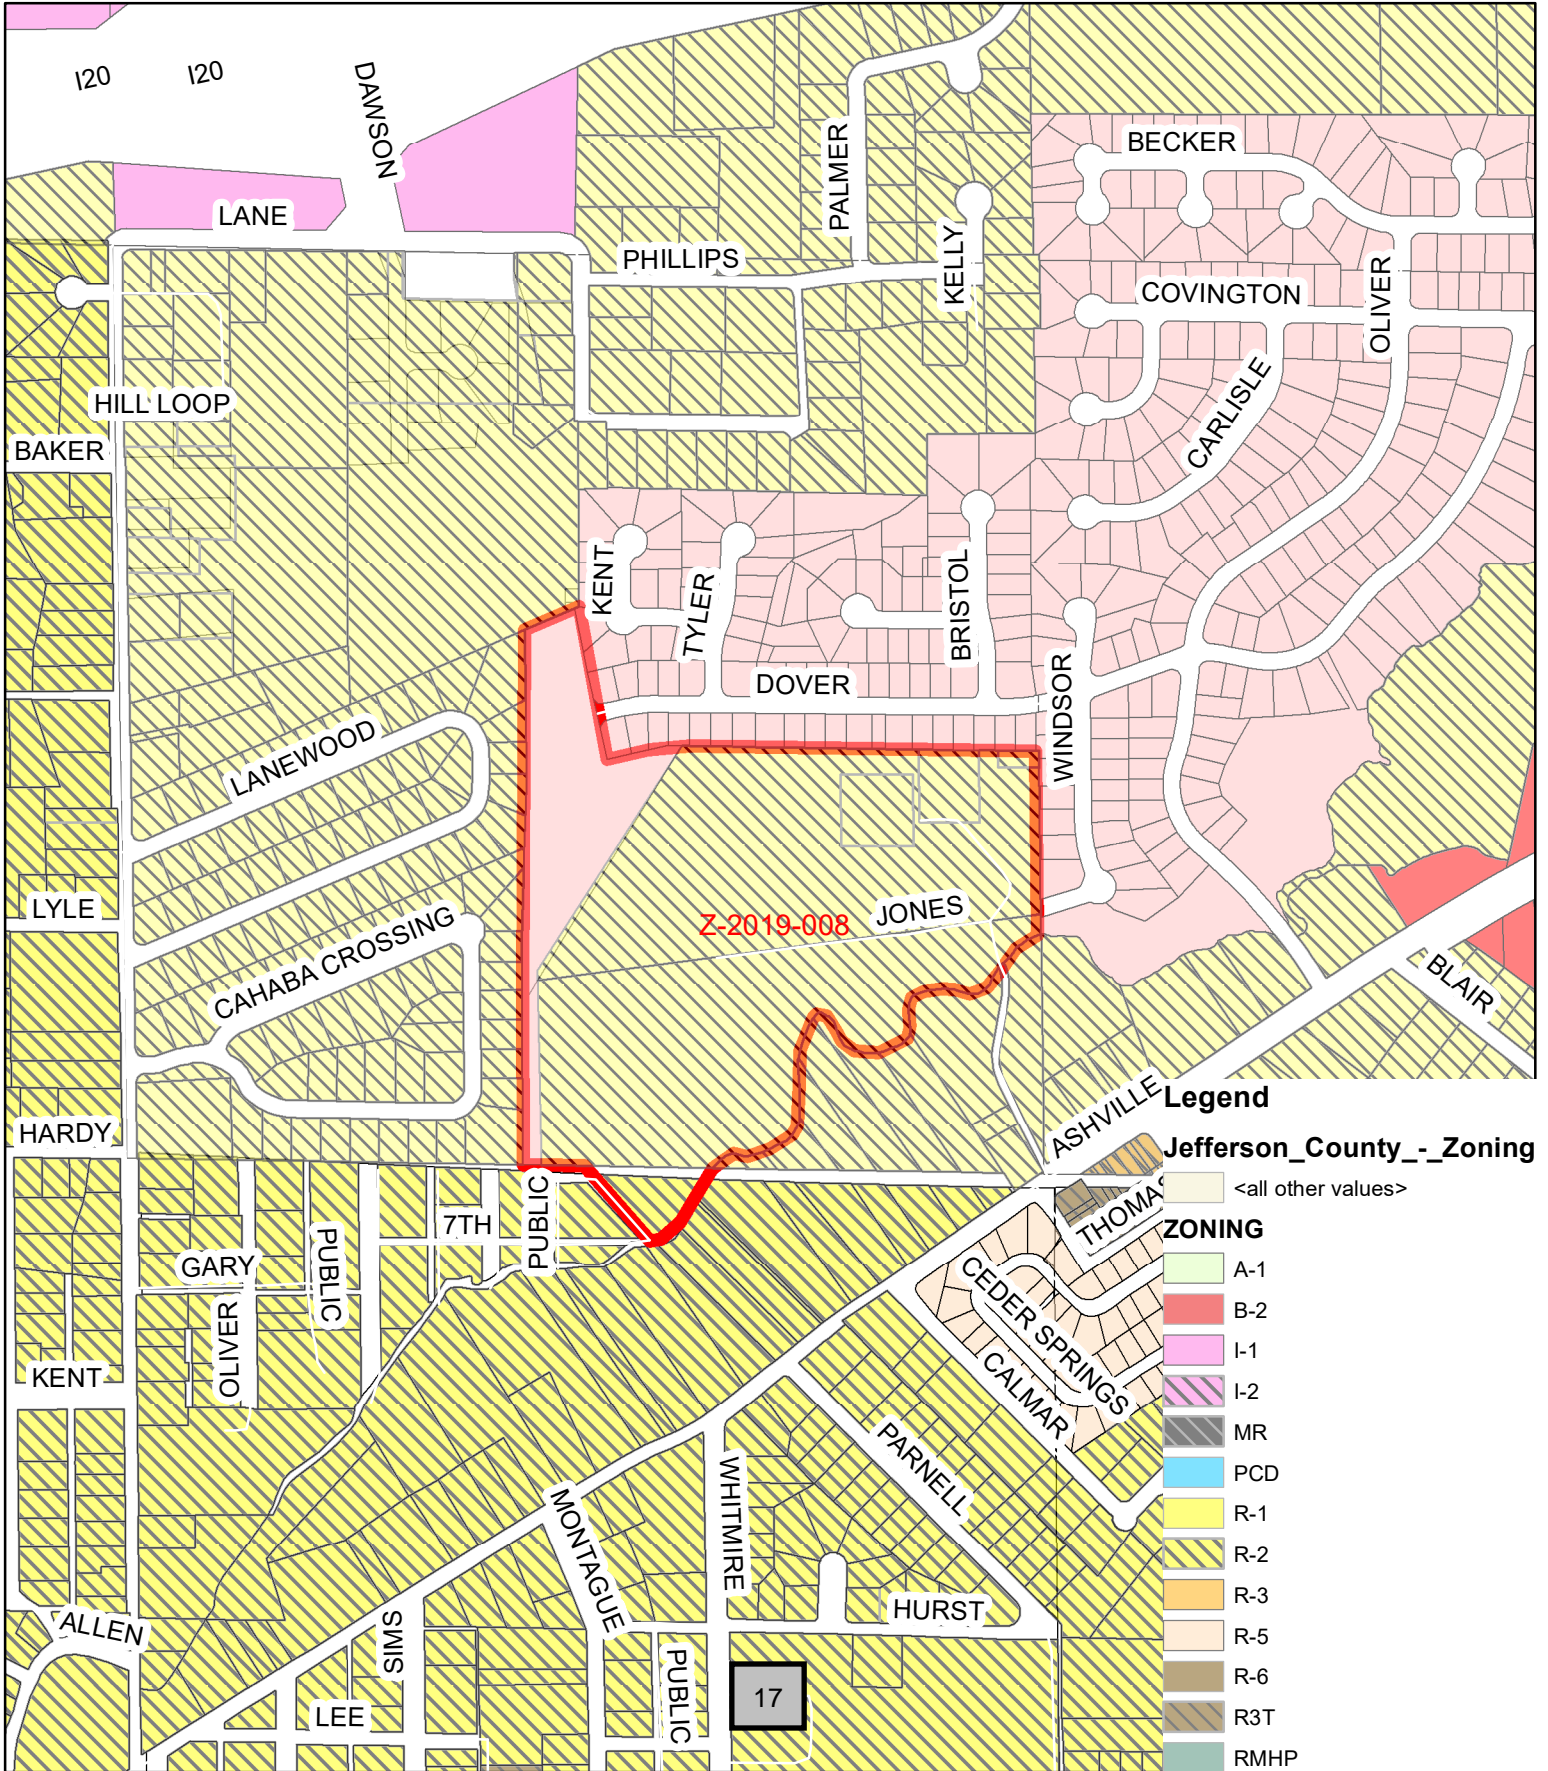 I20
I20
DAWSON
LANE
PHILLIPS
PALMER
KELLY
BECKER
COVINGTON
OLIVER
CARLISLE
HILL LOOP
BAKER
KENT
TYLER
BRISTOL
DOVER
WINDSOR
LANEWOOD
LYLE
CAHABA CROSSING
Z-2019-008
JONES
BLAIR
ASHVILLE
HARDY
7TH
PUBLIC
PUBLIC
GARY
OLIVER
KENT
THOMAS
CEDER SPRINGS
CALMAR
PARNELL
WHITMIRE
MONTAGUE
HURST
ALLEN
SIMS
LEE
PUBLIC
17
Legend
Jefferson_County_-_Zoning
<all other values>
ZONING
A-1
B-2
I-1
I-2
MR
PCD
R-1
R-2
R-3
R-5
R-6
R3T
RMHP